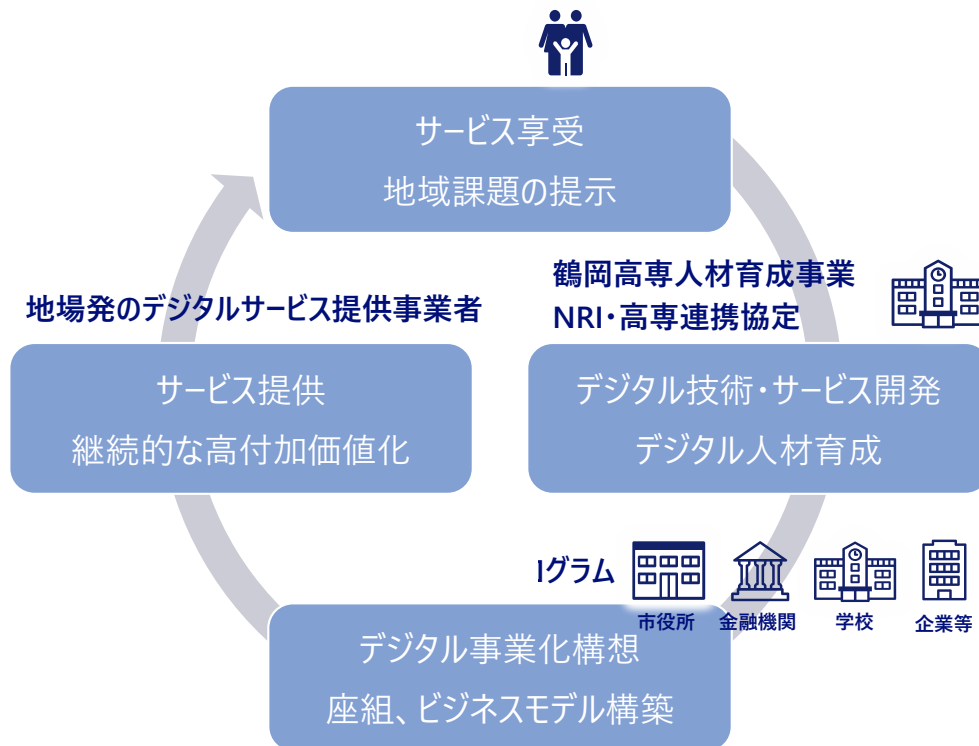 サービス享受
地域課題の提示
鶴岡高専人材育成事業
NRI・高専連携協定
地場発のデジタルサービス提供事業者
サービス提供
継続的な高付加価値化
デジタル技術・サービス開発
デジタル人材育成
グラム
市役所
金融機関
学校
企業等
デジタル事業化構想
座組、ビジネスモデル構築